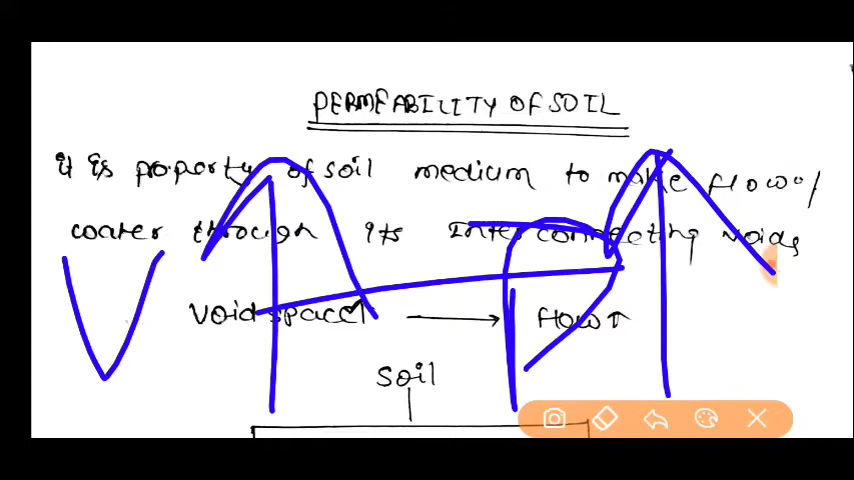 PERMEABILITY OF SOIL
it is property of soil medium to make flow of
water through its Interconnecting voids
void space↑ → flow↑
soil